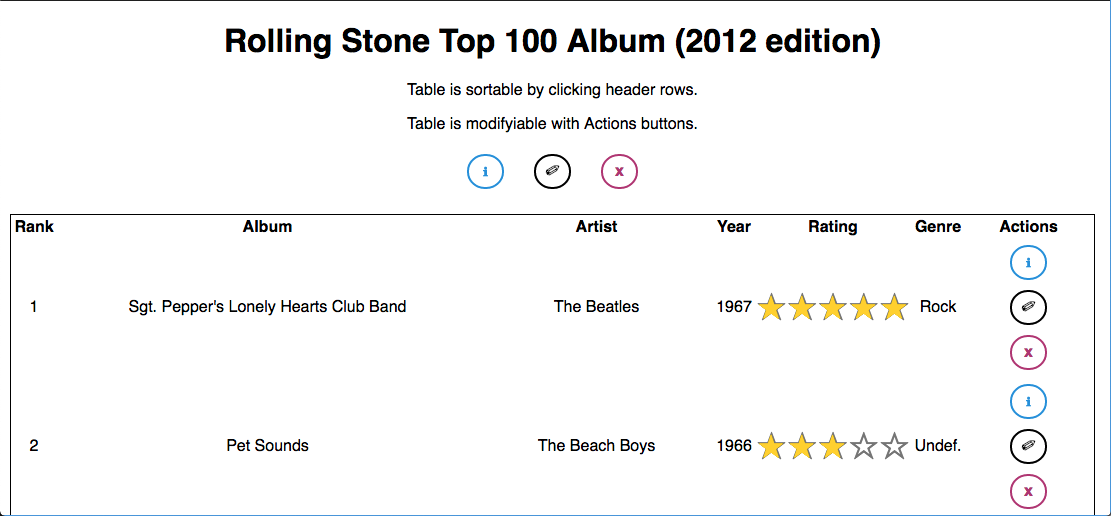 Rolling Stone Top 100 Album (2012 edition)
Table is sortable by clicking header rows.
Table is modifyiable with Actions buttons.
i x
Rank Album Artist Year Rating Genre Actions
i
1 Sgt. Pepper's Lonely Hearts Club Band The Beatles 1967 Rock
x
i
2 Pet Sounds The Beach Boys 1966 Undef.
x